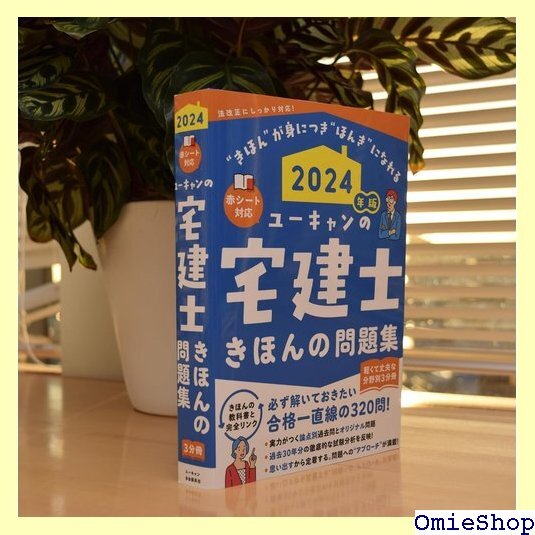 2024
赤シート
対応
ユーキャンの
宅建士
きほんの
問題集
3分冊
ユーキャン
法改正にしっかり対応!
"きほん"が身につき"ほんき"になれる
2024
年版
赤シート
対応
ユーキャンの
宅建士
きほんの問題集
軽くて丈夫な
分野別3分冊
きほんの
教科書と
完全リンク
必ず解いておきたい
合格一直線の320問!
・実力がつく論点別過去問とオリジナル問題
・過去30年分の徹底的な試験分析を反映!
・思い出すから定着する。問題への"アプローチ"が満載!
OmieShop